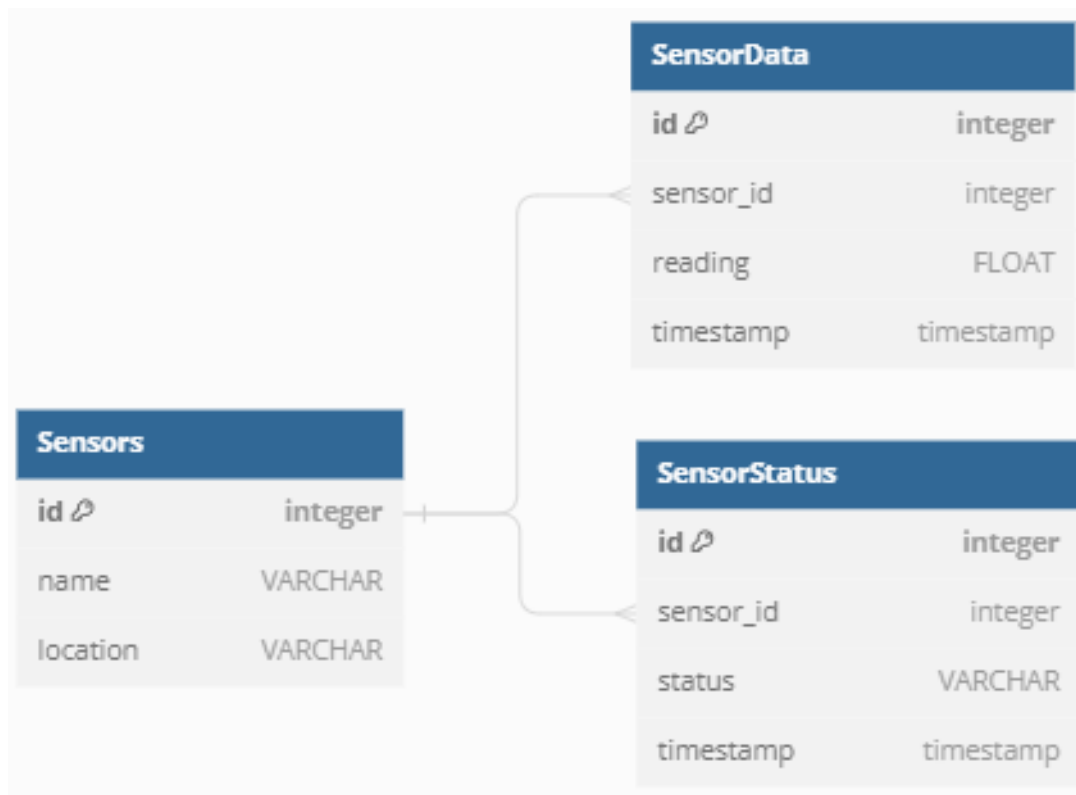 SensorData
id integer
sensor_id integer
reading FLOAT
timestamp timestamp
Sensors
id integer
name VARCHAR
location VARCHAR
SensorStatus
id integer
sensor_id integer
status VARCHAR
timestamp timestamp